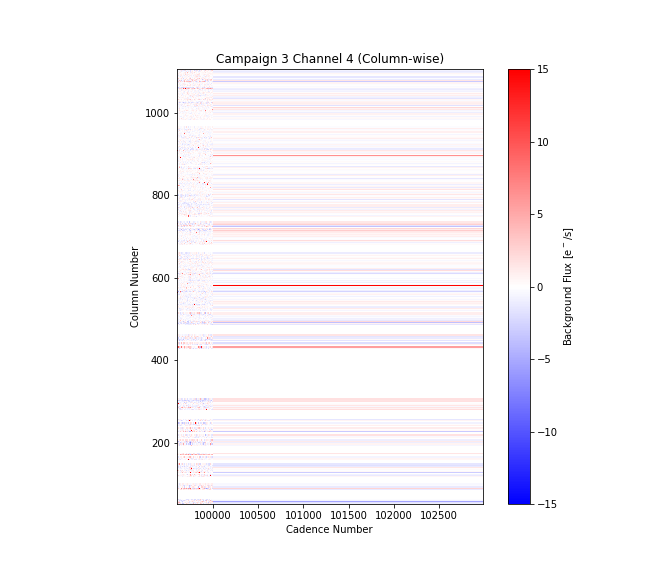 Campaign 3 Channel 4 (Column-wise)
1000
800
600
400
200
Column Number
100000 100500 101000 101500 102000 102500
Cadence Number
15
10
5
0
−5
−10
−15
Background Flux [e⁻/s]